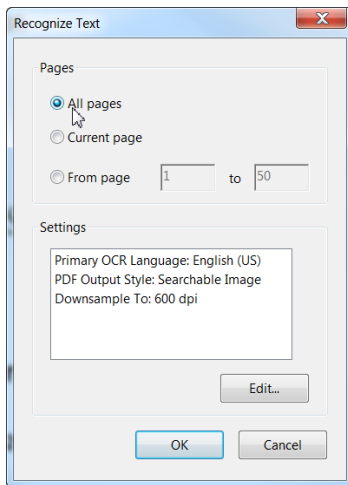 Recognize Text
Pages
All pages
Current page
From page 1 to 50
Settings
Primary OCR Language: English (US)
PDF Output Style: Searchable Image
Downsample To: 600 dpi
Edit...
OK Cancel